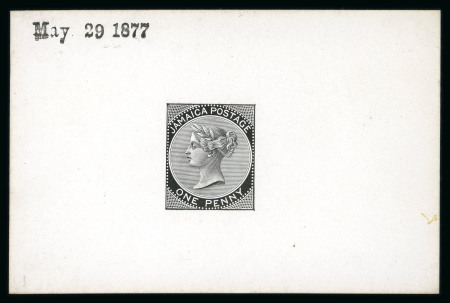 May 29 1877
JAMAICA POSTAGE
ONE PENNY